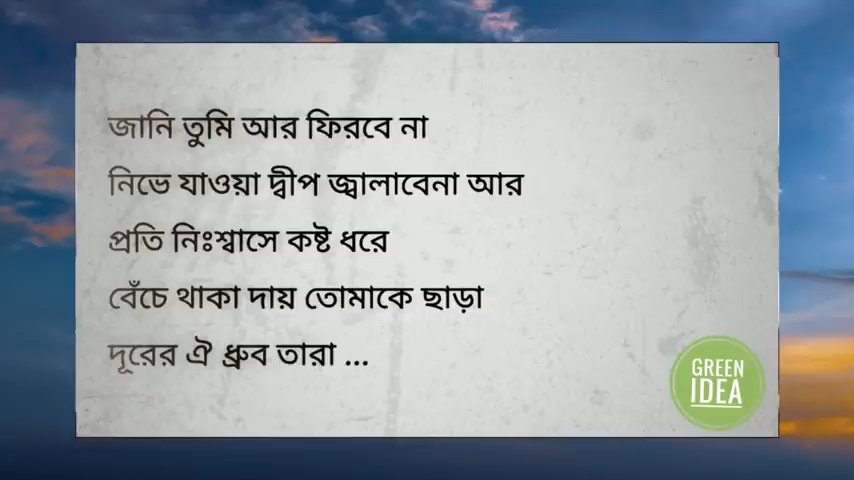 জানি তুমি আর ফিরবে না
নিভে যাওয়া দ্বীপ জ্বালাবেনা আর
প্রতি নিঃশ্বাসে কষ্ট ধরে
বেঁচে থাকা দায় তোমাকে ছাড়া
দূরের ঐ ধ্রুব তারা ...
GREEN
IDEA